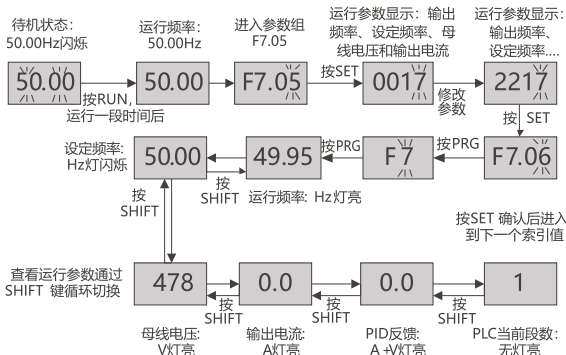 待机状态:
50.00Hz闪烁
运行频率:
50.00Hz
进入参数组
F7.05
运行参数显示: 输出
频率、设定频率、母
线电压和输出电流
运行参数显示:
输出频率、
设定频率....
50.00
按RUN,
运行一段时间后
50.00
F7.05
按SET
0017
修改
参数
2217
按 SET
设定频率:
Hz灯闪烁
50.00
按
SHIFT
49.95
运行频率: Hz灯亮
按PRG
F7
按PRG
F7.06
按SET 确认后进入
到下一个索引值
按
SHIFT
查看运行参数通过
SHIFT 键循环切换
478
按
SHIFT
0.0
按
SHIFT
0.0
按
SHIFT
1
母线电压:
V灯亮
输出电流:
A灯亮
PID反馈:
A+V灯亮
PLC当前段数:
无灯亮